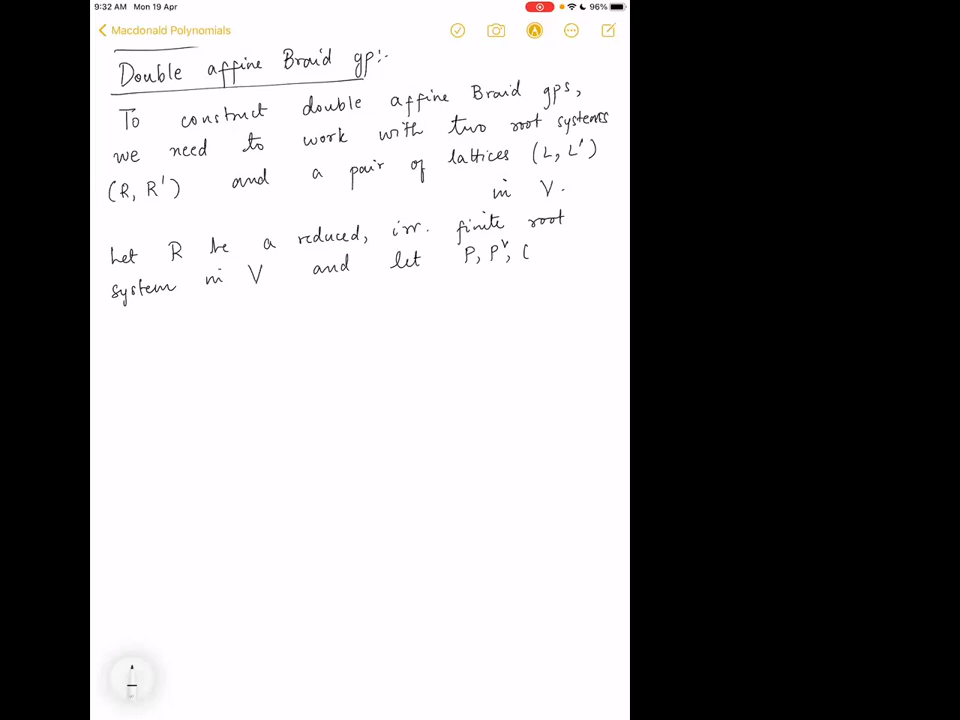 9:32 AM Mon 19 Apr
96%
Macdonald Polynomials
Double affine Braid gp:-
To construct double affine Braid gps,
we need to work with two root systems
(R, R') and a pair of lattices (L, L')
in V.
Let R be a reduced, irr. finite root
system in V and let P, P^∨, (